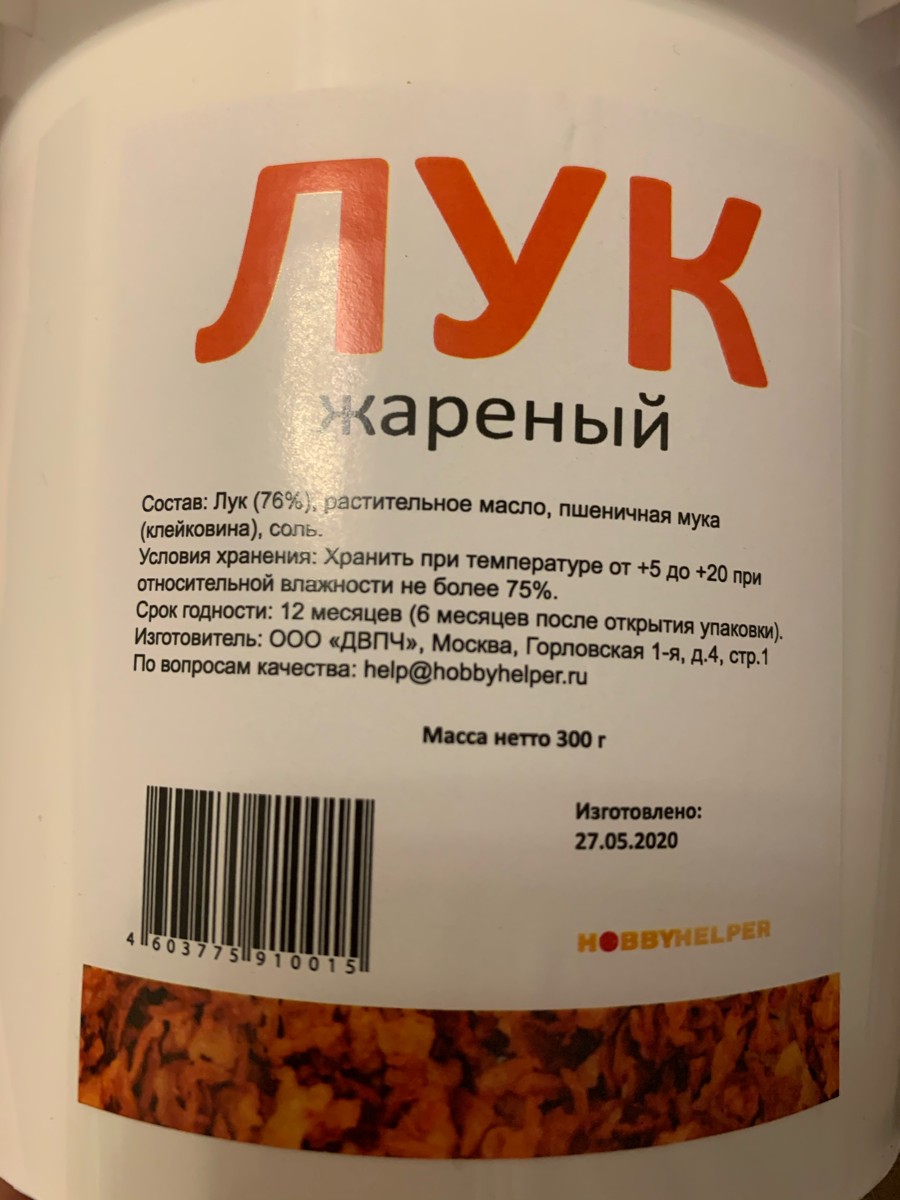 ЛУК
жареный
Состав: Лук (76%), растительное масло, пшеничная мука
(клейковина), соль.
Условия хранения: Хранить при температуре от +5 до +20 при
относительной влажности не более 75%.
Срок годности: 12 месяцев (6 месяцев после открытия упаковки).
Изготовитель: ООО «ДВПЧ», Москва, Горловская 1-я, д.4, стр.1
По вопросам качества: help@hobbyhelper.ru
Масса нетто 300 г
Изготовлено:
27.05.2020
4 603775 910015
HOBBYHELPER